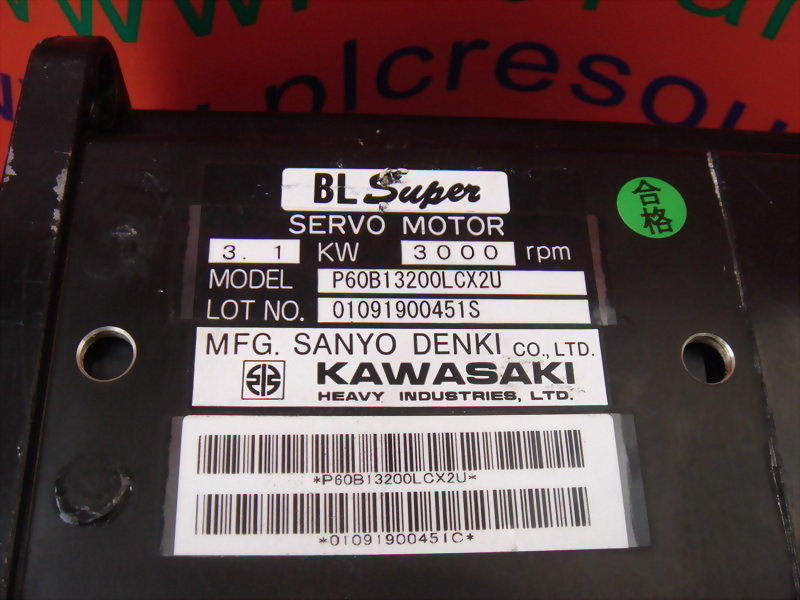 .plcresou
BL Super
合格
SERVO MOTOR
3.1 KW 3000 rpm
MODEL P60B13200LCX2U
LOT NO. 01091900451S
MFG. SANYO DENKI CO., LTD.
KAWASAKI
HEAVY INDUSTRIES, LTD.
*P60B13200LCX2U*
*01091900451C*